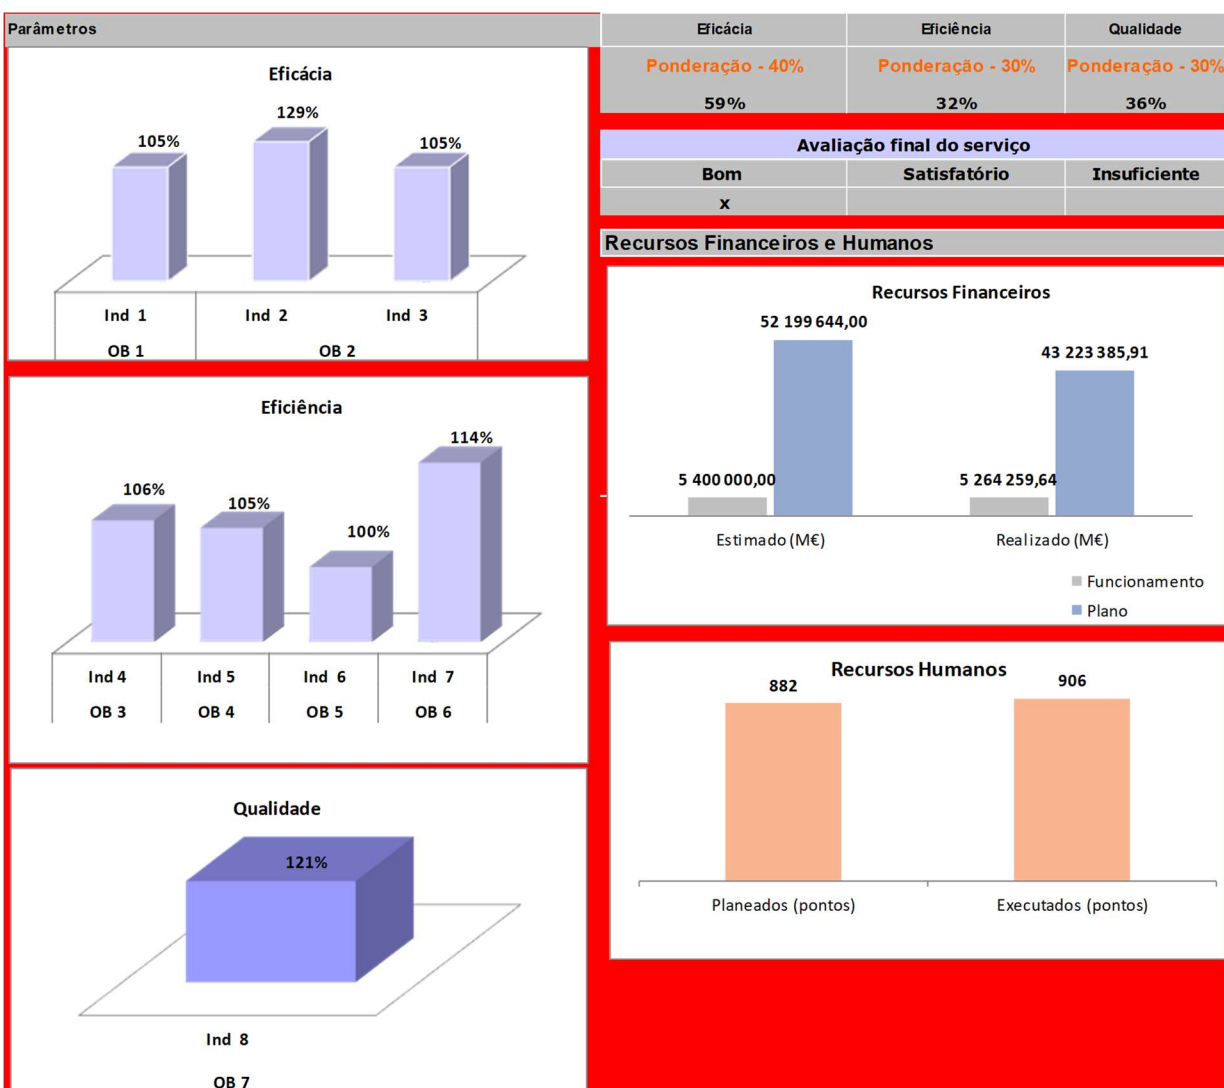 Parâmetros
Eficácia
105%
129%
105%
Ind 1
Ind 2
Ind 3
OB 1
OB 2
Eficiência
106%
105%
100%
114%
Ind 4
Ind 5
Ind 6
Ind 7
OB 3
OB 4
OB 5
OB 6
Qualidade
121%
Ind 8
OB 7
Eficácia
Eficiência
Qualidade
Ponderação - 40%
Ponderação - 30%
Ponderação - 30%
59%
32%
36%
Avaliação final do serviço
Bom
Satisfatório
Insuficiente
x
Recursos Financeiros e Humanos
Recursos Financeiros
52 199 644,00
43 223 385,91
5 400 000,00
5 264 259,64
Estimado (M€)
Realizado (M€)
Funcionamento
Plano
Recursos Humanos
882
906
Planeados (pontos)
Executados (pontos)